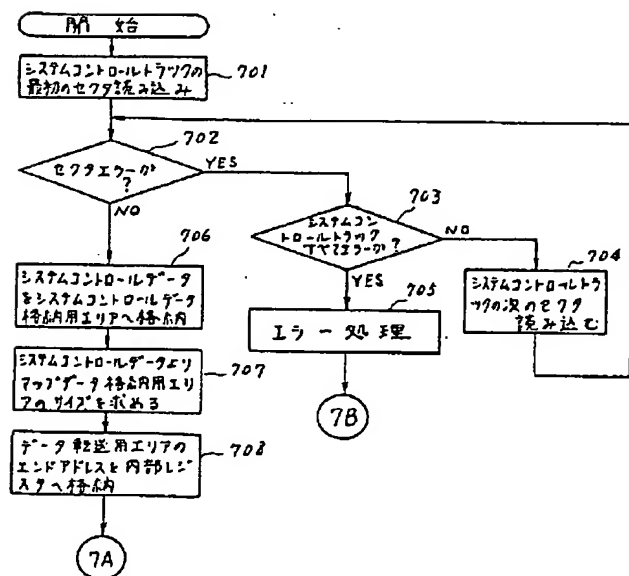 開始
システムコントロールトラックの
最初のセクタ読み込み
701
702
セクタエラーか
?
YES
NO
703
システムコン
トロールトラック
すべてエラーか?
NO
YES
704
システムコントロールトラ
ックの次のセクタ
読み込む
705
エラー処理
7B
706
システムコントロールデータ
をシステムコントロールデータ
格納用エリアへ格納
707
システムコントロールデータより
マップデータ格納用エリ
アのサイズを求める
708
データ転送用エリアの
エンドアドレスを内部レジ
スタへ格納
7A